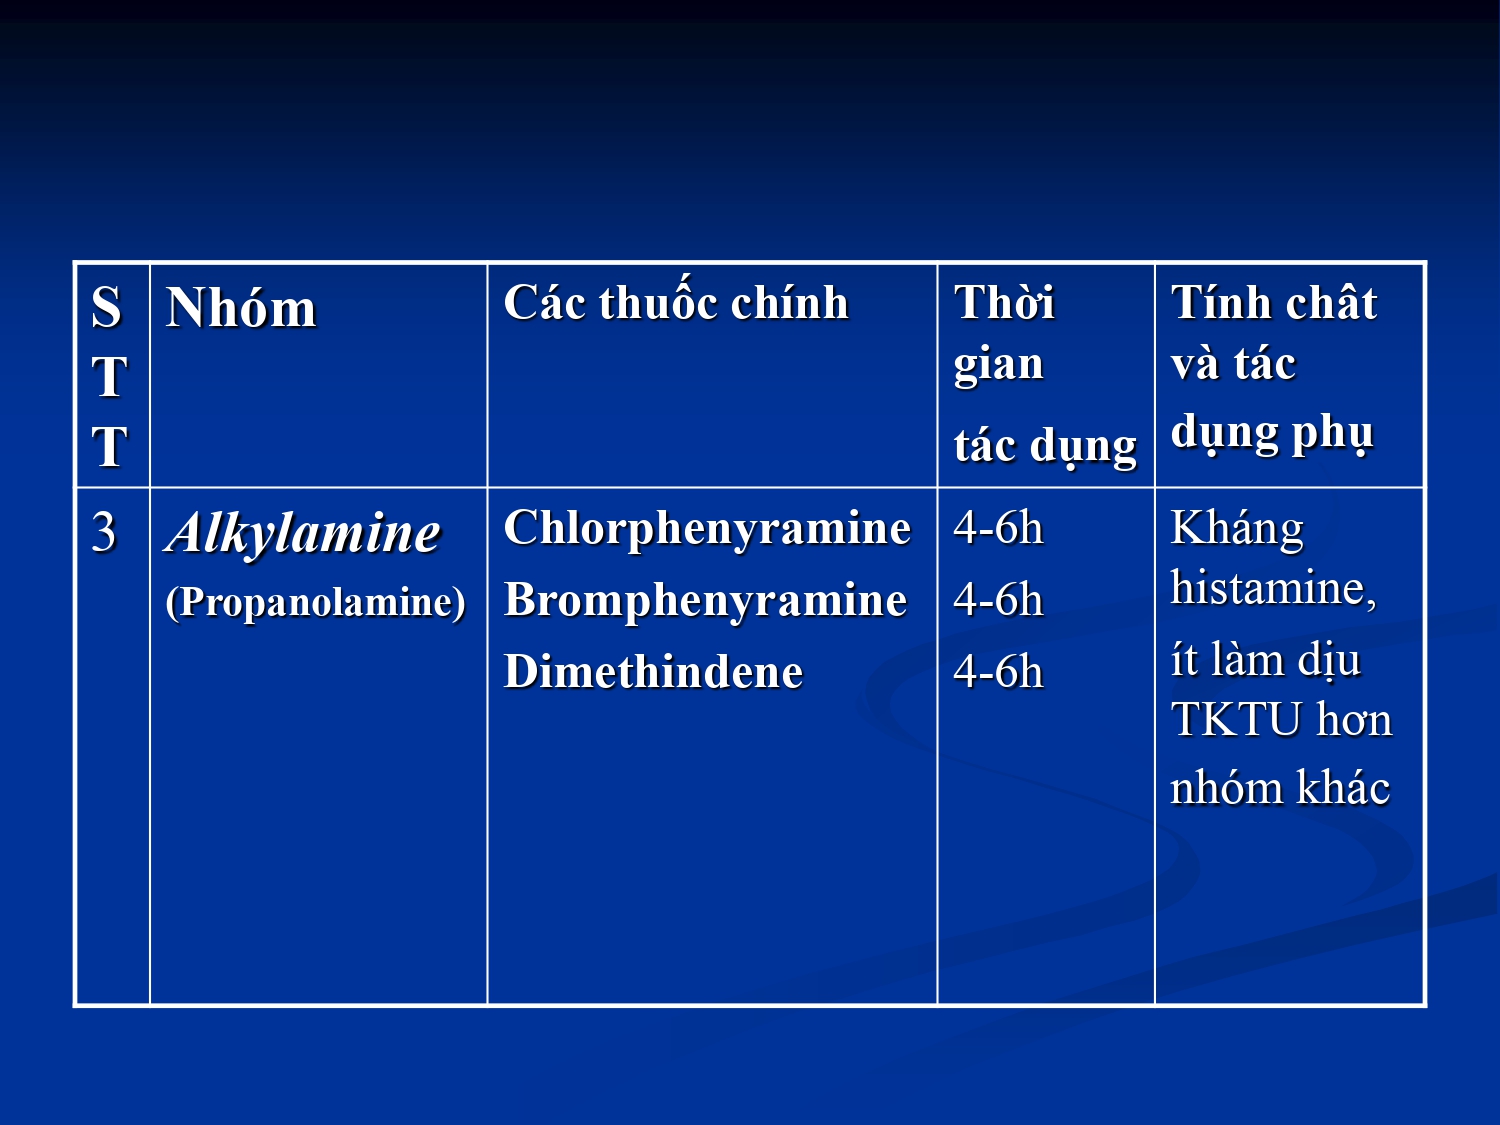 S
T
T
Nhóm
Các thuốc chính
Thời
gian
tác dụng
Tính chât
và tác
dụng phụ
3
Alkylamine
(Propanolamine)
Chlorphenyramine
Bromphenyramine
Dimethindene
4-6h
4-6h
4-6h
Kháng
histamine,
ít làm dịu
TKTU hơn
nhóm khác